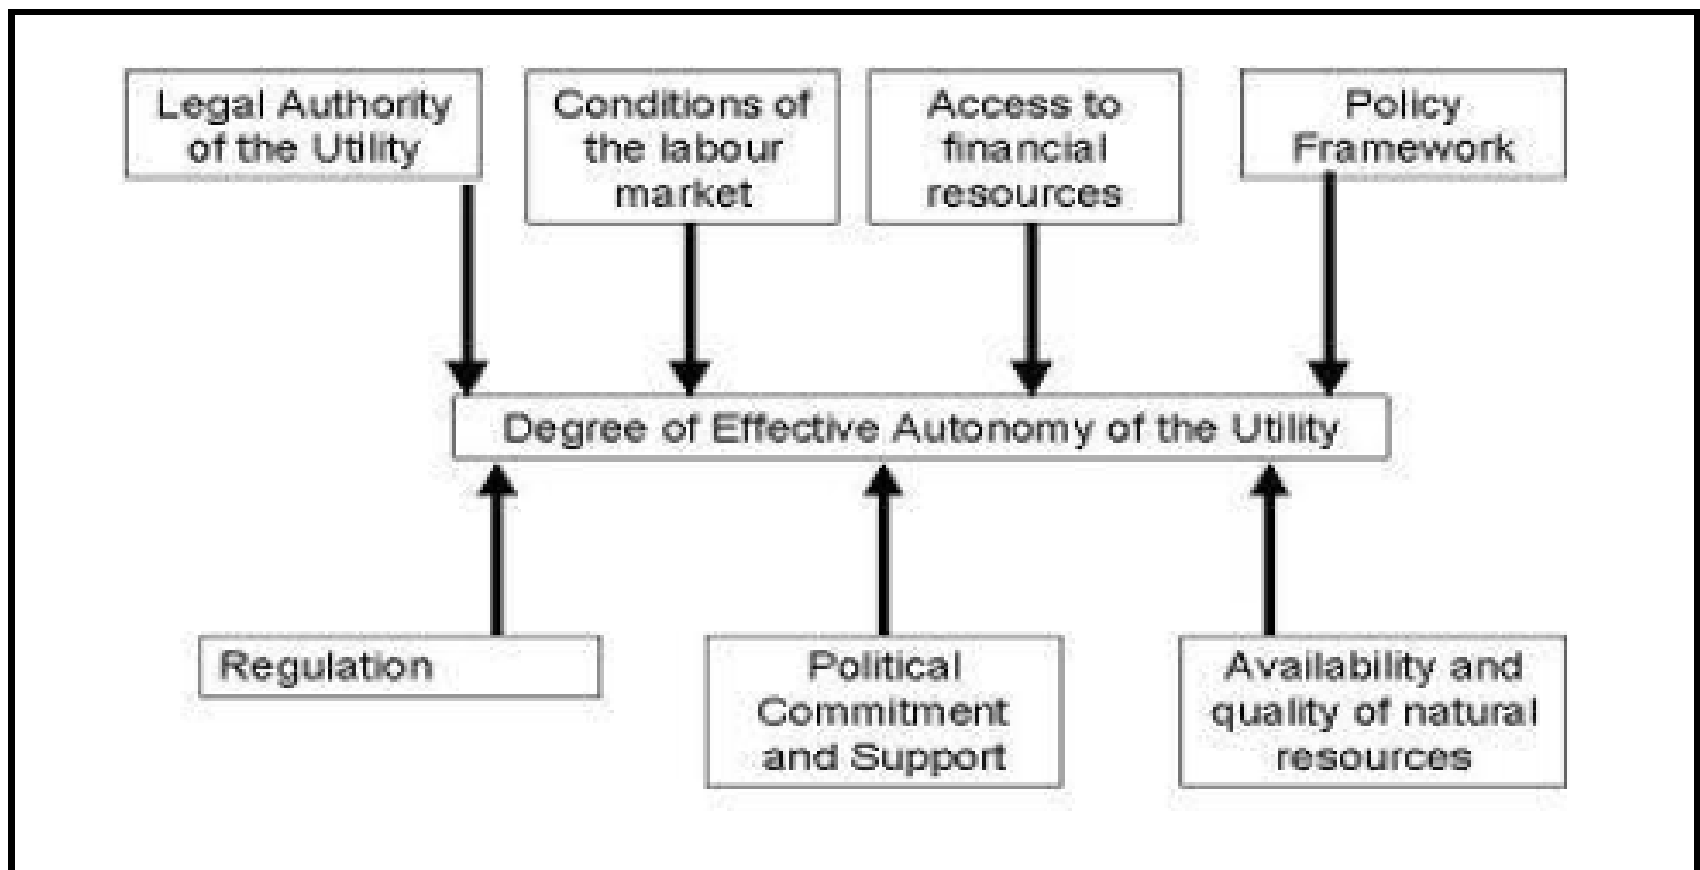 Legal Authority
of the Utility
Conditions of
the labour
market
Access to
financial
resources
Policy
Framework
Degree of Effective Autonomy of the Utility
Regulation
Political
Commitment
and Support
Availability and
quality of natural
resources